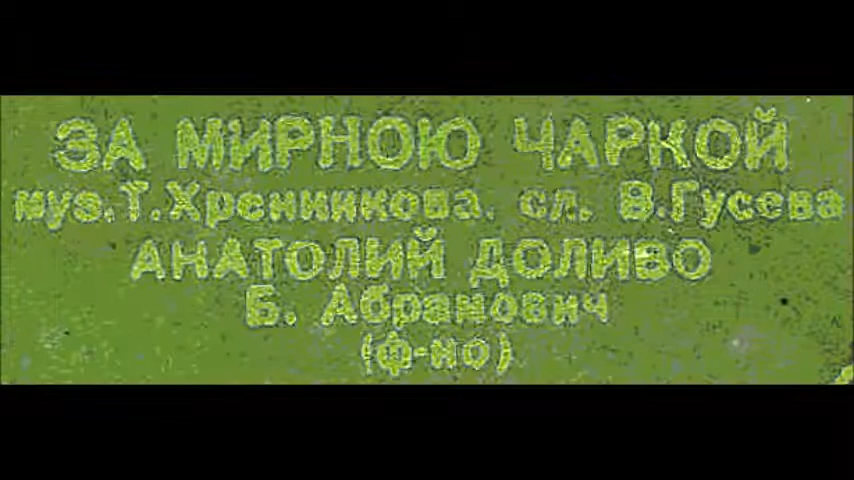 ЗА МИРНОЮ ЧАРКОЙ
муз. Т. Хренникова, сл. В. Гусева
АНАТОЛИЙ ДОЛИВО
Б. Абрамович
(ф-но)